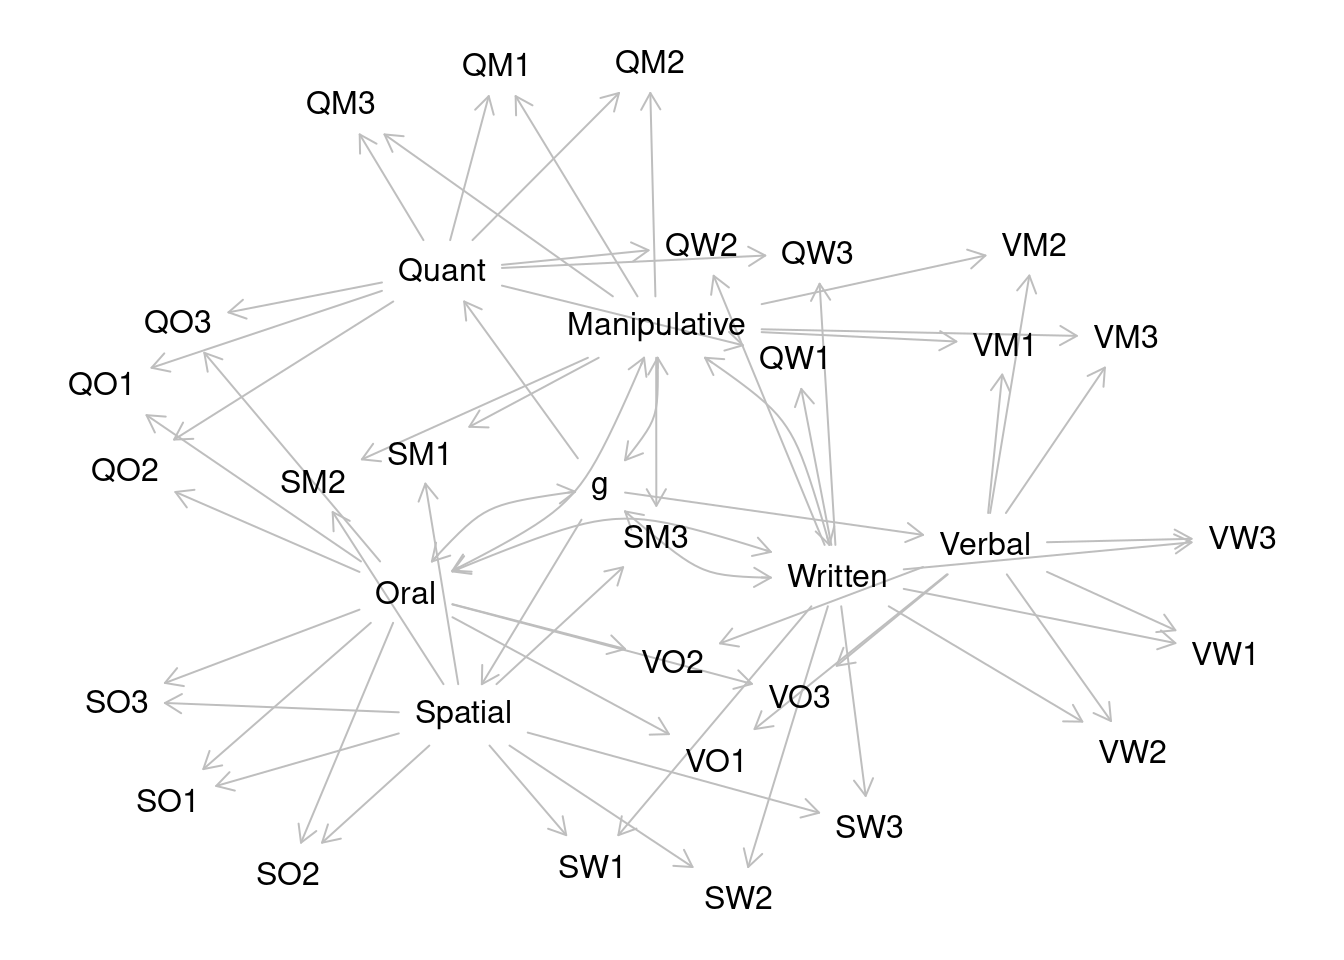 QM1
QM2
QM3
QW2
QW3
VM2
Quant
QO3
Manipulative
QW1
VM1
VM3
QO1
SM1
QO2
SM2
g
SM3
Verbal
VW3
Oral
Written
VO2
VW1
SO3
Spatial
VO3
VW2
VO1
SO1
SW3
SO2
SW1
SW2